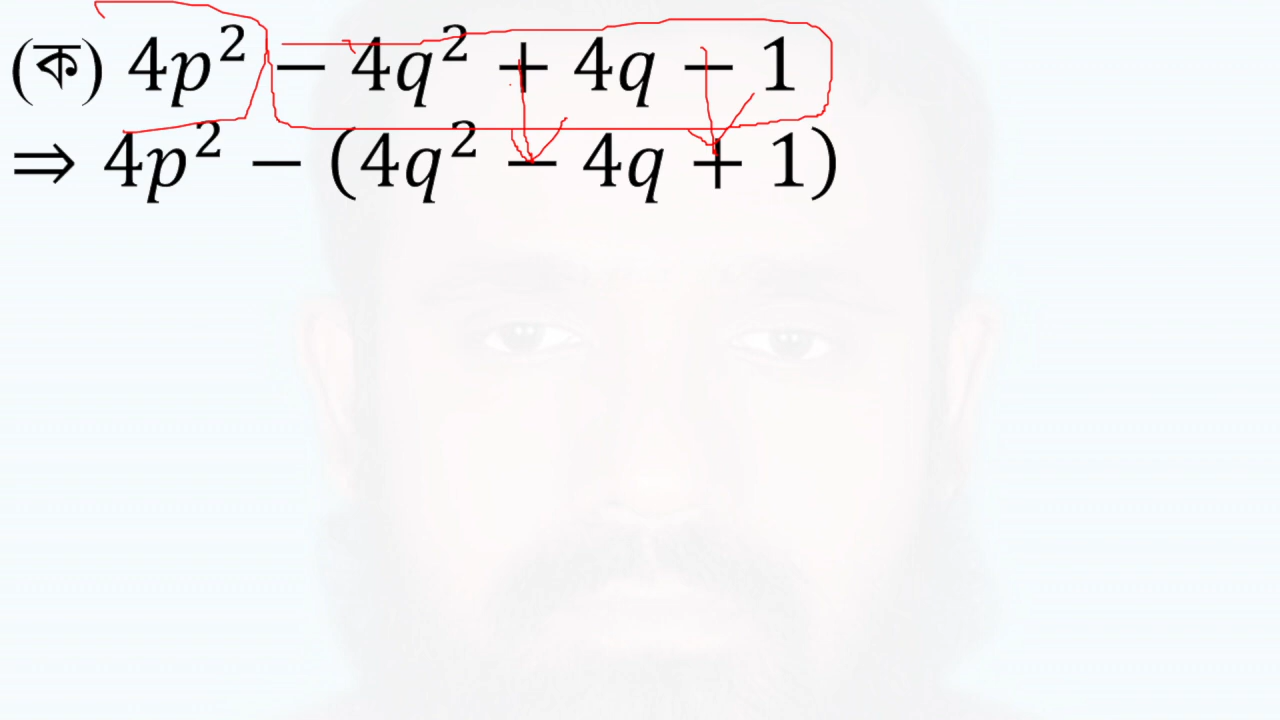 (ক) 4p² − 4q² + 4q − 1
⇒ 4p² − (4q² − 4q + 1)